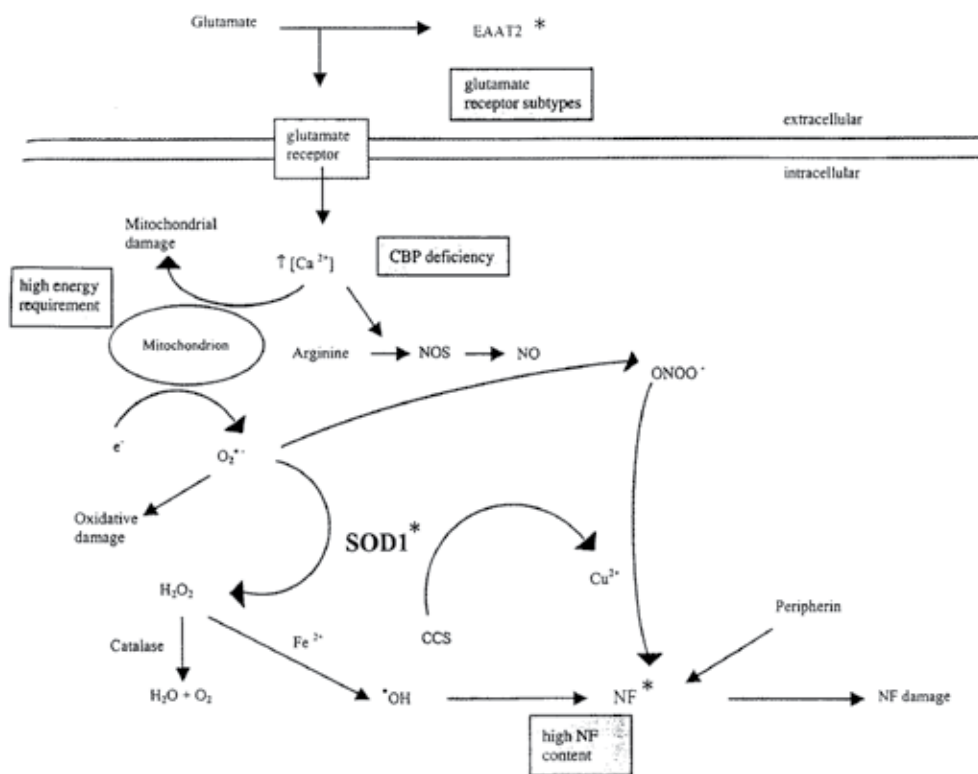 Glutamate
EAAT2 *
glutamate
receptor subtypes
extracellular
glutamate
receptor
intracellular
Mitochondrial
damage
↑ [Ca 2+]
CBP deficiency
high energy
requirement
Mitochondrion
Arginine
NOS
NO
ONOO -
e-
O2•-
Oxidative
damage
SOD1*
Cu2+
H2O2
CCS
Peripherin
Catalase
Fe 2+
H2O + O2
•OH
NF *
NF damage
high NF
content